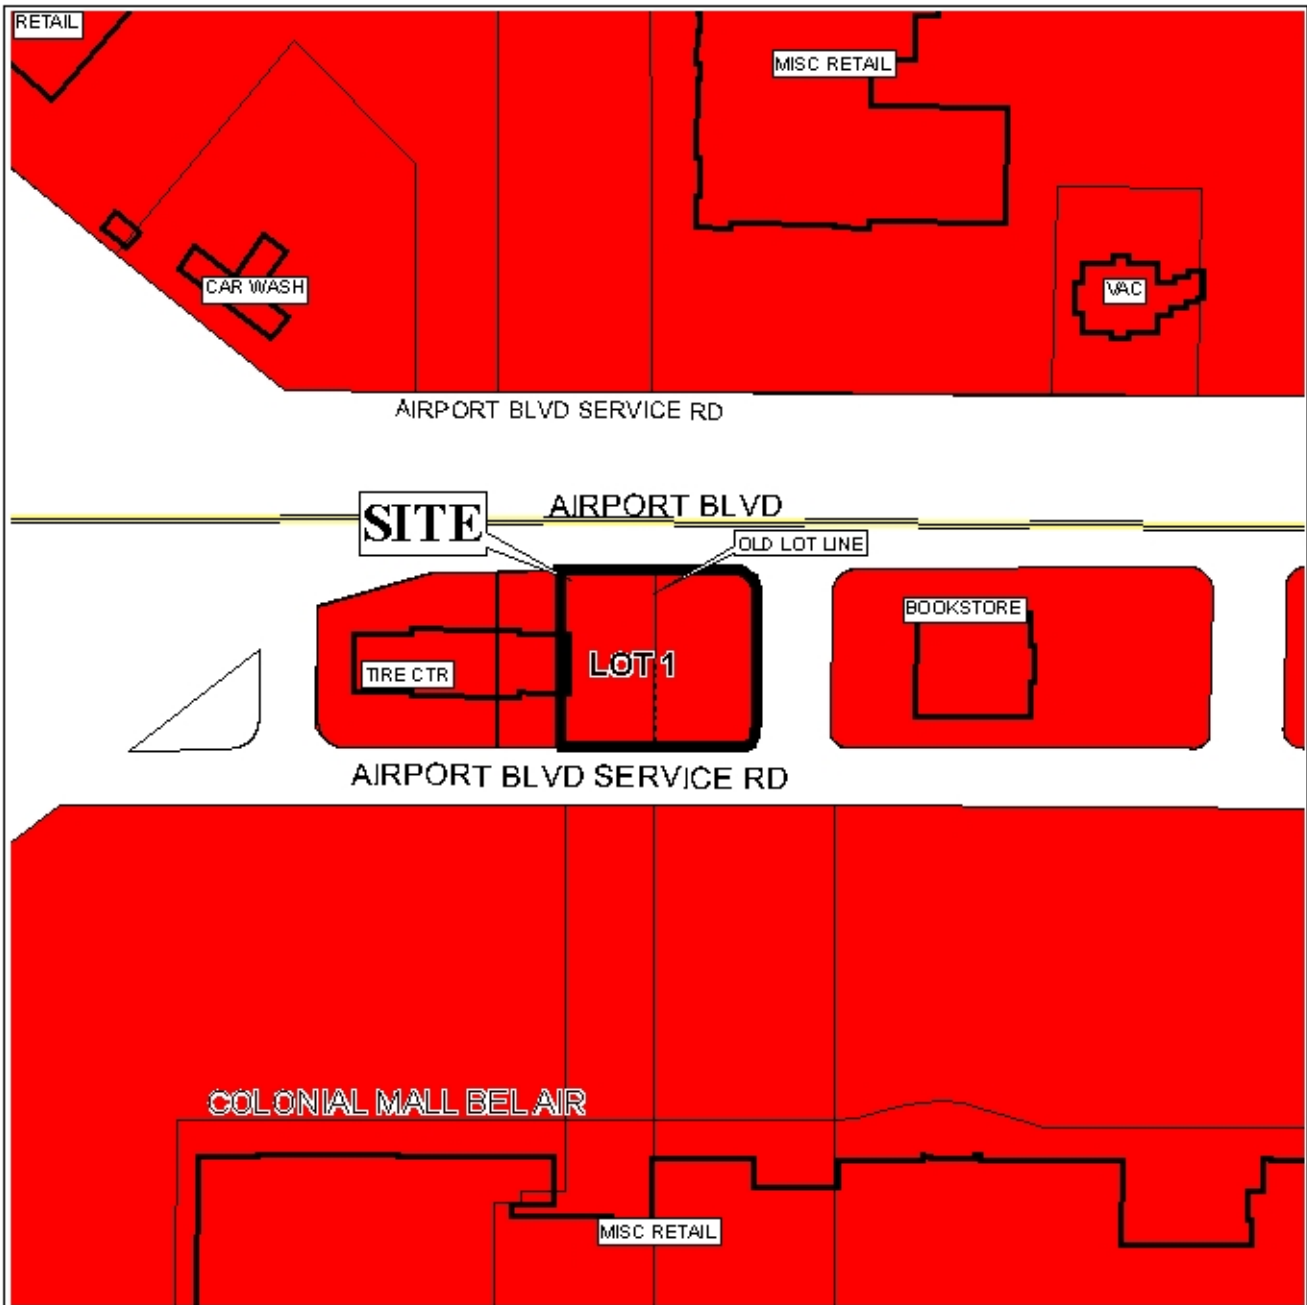 RETAIL
MISC RETAIL
CAR WASH
VAC
AIRPORT BLVD SERVICE RD
SITE
AIRPORT BLVD
OLD LOT LINE
BOOKSTORE
LOT 1
TIRE CTR
AIRPORT BLVD SERVICE RD
COLONIAL MALL BEL AIR
MISC RETAIL